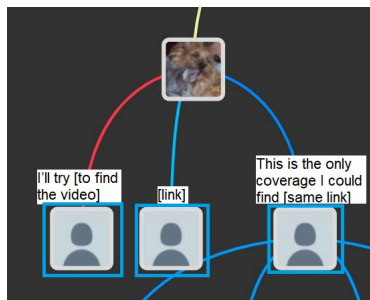 I'll try [to find
the video]
[link]
This is the only
coverage I could
find [same link]